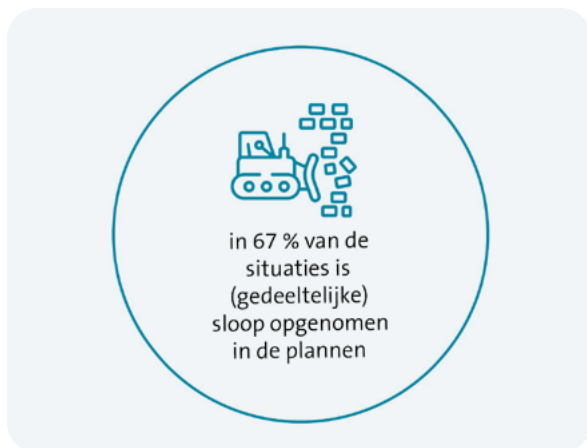 in 67 % van de
situaties is
(gedeeltelijke)
sloop opgenomen
in de plannen